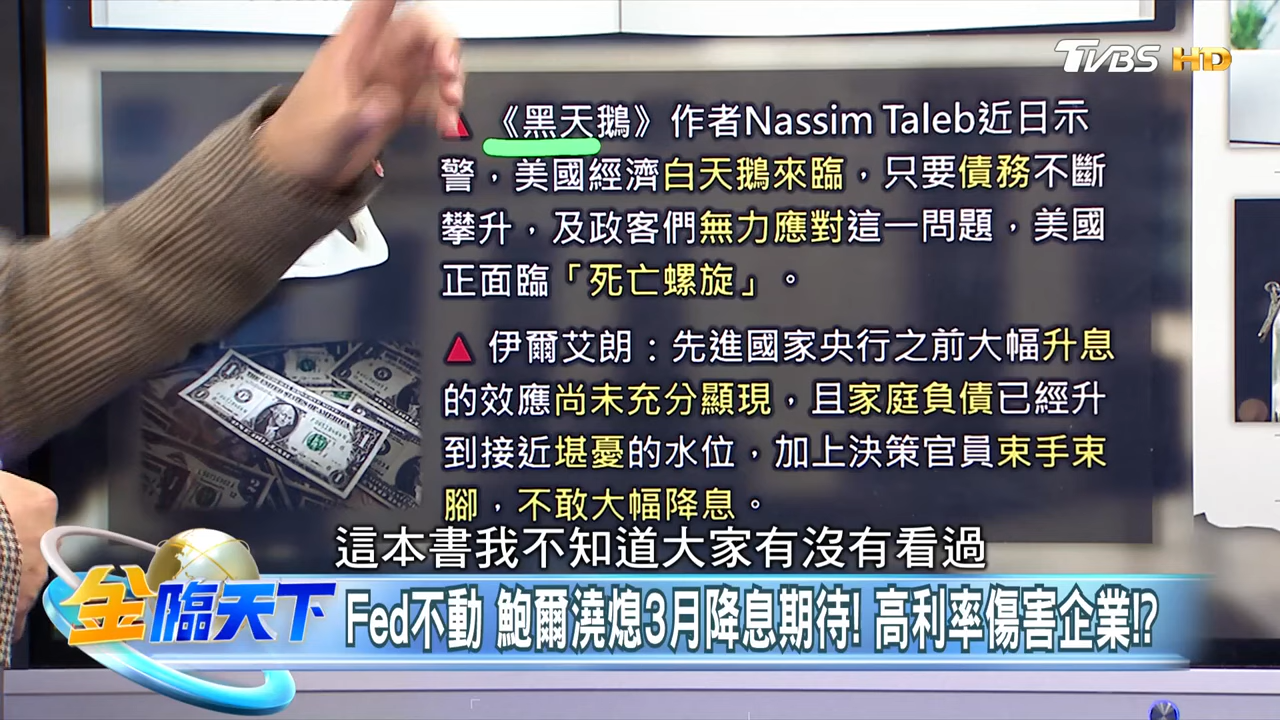 TVBS HD
▲ 《黑天鵝》作者Nassim Taleb近日示
警，美國經濟白天鵝來臨，只要債務不斷
攀升，及政客們無力應對這一問題，美國
正面臨「死亡螺旋」。
▲ 伊爾艾朗：先進國家央行之前大幅升息
的效應尚未充分顯現，且家庭負債已經升
到接近堪憂的水位，加上決策官員束手束
腳，不敢大幅降息。
這本書我不知道大家有沒有看過
金臨天下
Fed不動 鮑爾澆熄3月降息期待! 高利率傷害企業!?